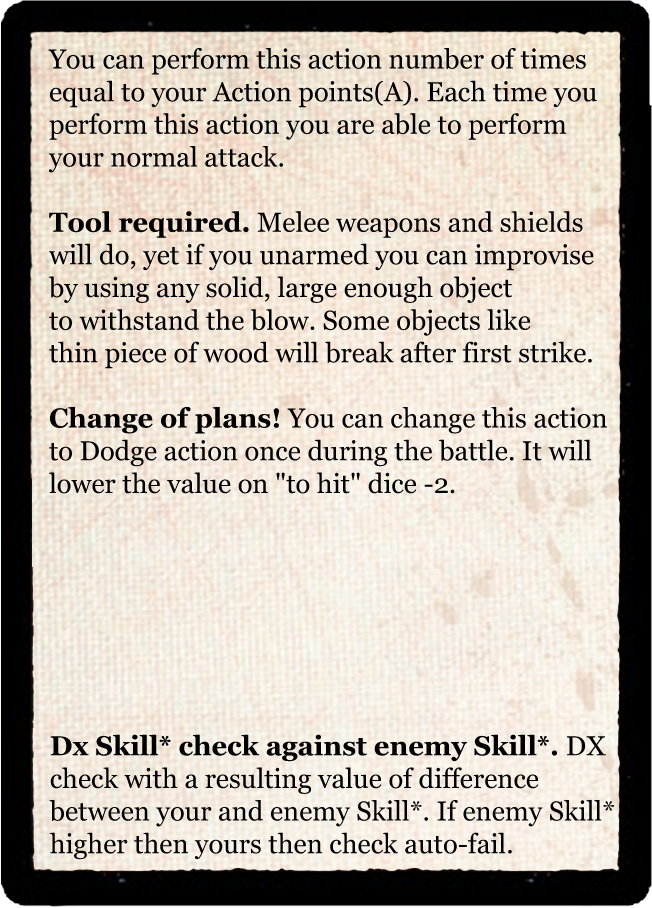 You can perform this action number of times
equal to your Action points(A). Each time you
perform this action you are able to perform
your normal attack.
Tool required. Melee weapons and shields
will do, yet if you unarmed you can improvise
by using any solid, large enough object
to withstand the blow. Some objects like
thin piece of wood will break after first strike.
Change of plans! You can change this action
to Dodge action once during the battle. It will
lower the value on "to hit" dice -2.
Dx Skill* check against enemy Skill*. DX
check with a resulting value of difference
between your and enemy Skill*. If enemy Skill*
higher then yours then check auto-fail.